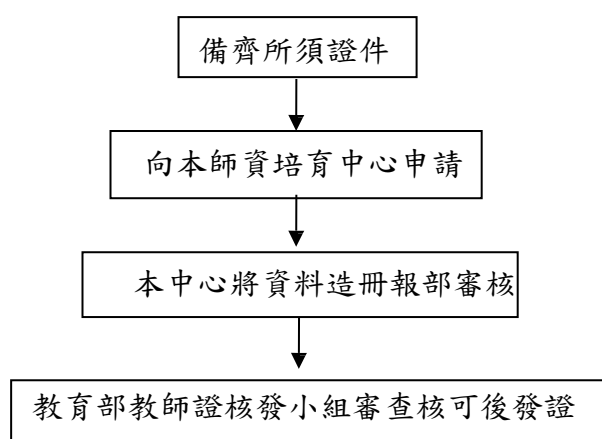 備齊所須證件
向本師資培育中心申請
本中心將資料造冊報部審核
教育部教師證核發小組審查核可後發證